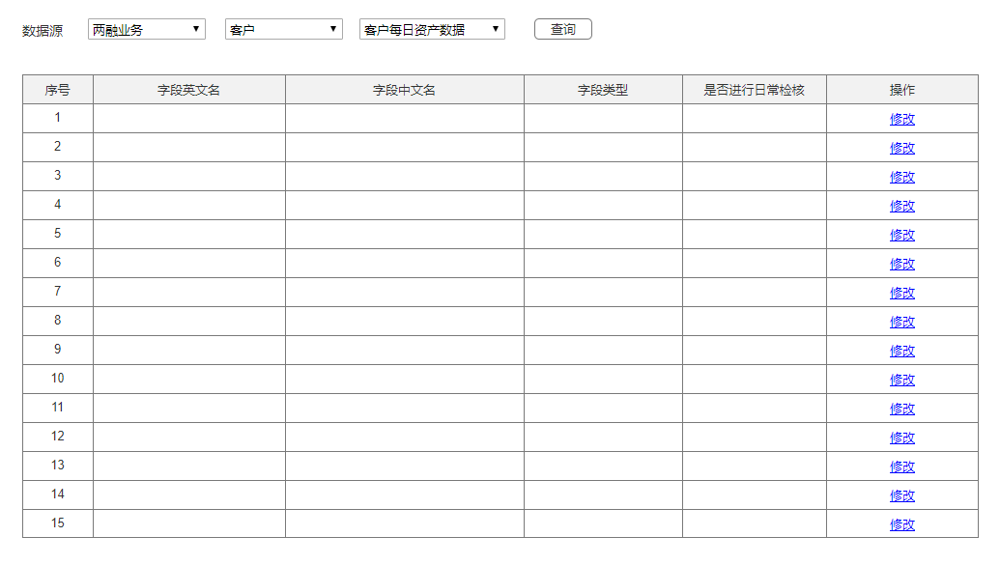 数据源 两融业务 客户 客户每日资产数据 查询
序号 字段英文名 字段中文名 字段类型 是否进行日常检核 操作
1 修改
2 修改
3 修改
4 修改
5 修改
6 修改
7 修改
8 修改
9 修改
10 修改
11 修改
12 修改
13 修改
14 修改
15 修改